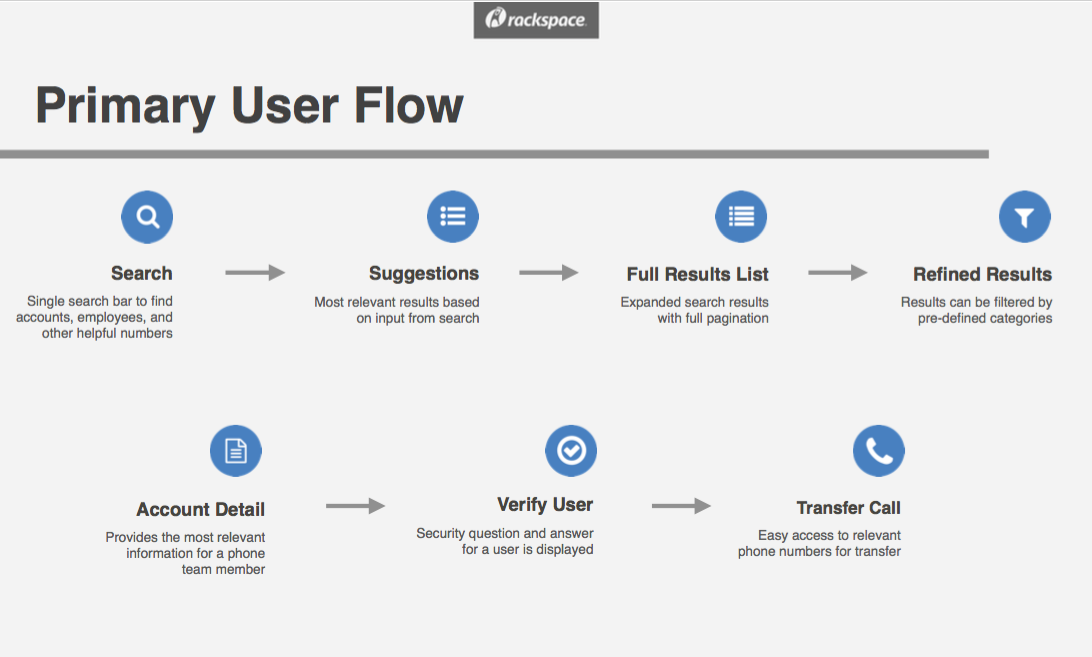 rackspace.
Primary User Flow
Search
Single search bar to find
accounts, employees, and
other helpful numbers
Suggestions
Most relevant results based
on input from search
Full Results List
Expanded search results
with full pagination
Refined Results
Results can be filtered by
pre-defined categories
Account Detail
Provides the most relevant
information for a phone
team member
Verify User
Security question and answer
for a user is displayed
Transfer Call
Easy access to relevant
phone numbers for transfer